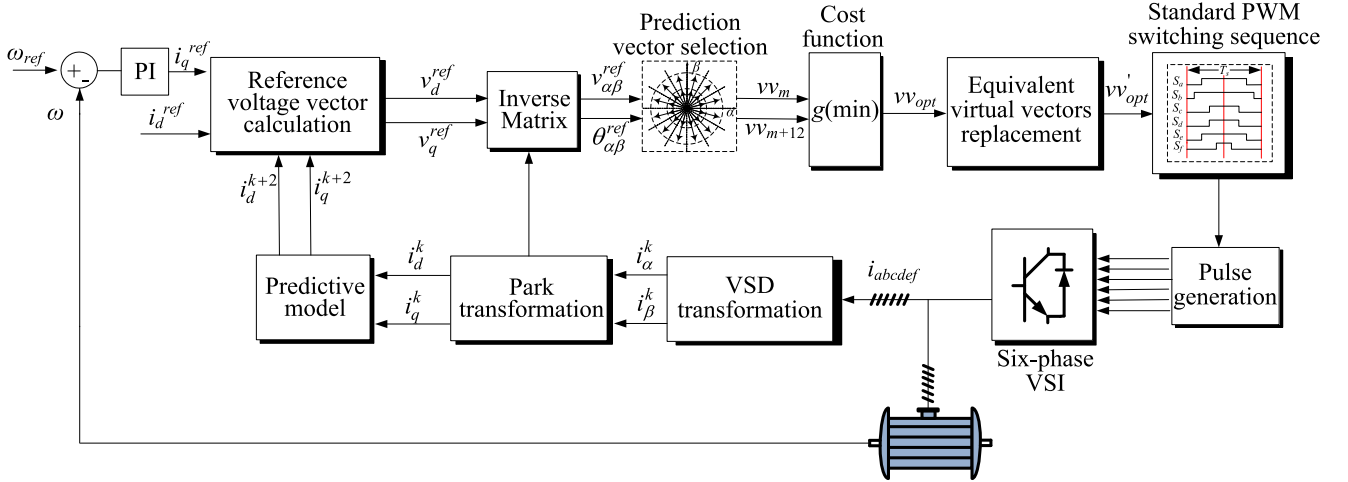 Prediction
vector selection
Cost
function
Standard PWM
switching sequence
ω_ref
+
-
ω
PI
i_q^ref
i_d^ref
Reference
voltage vector
calculation
v_d^ref
v_q^ref
Inverse
Matrix
v_αβ^ref
θ_αβ^ref
β
α
vv_m
vv_m+12
g(min)
vv_opt
Equivalent
virtual vectors
replacement
vv'_opt
T_s
S_a
S_b
S_c
S_d
S_e
S_f
i_d^k+2
i_q^k+2
Predictive
model
i_d^k
i_q^k
Park
transformation
i_α^k
i_β^k
VSD
transformation
i_abcdef
Six-phase
VSI
Pulse
generation